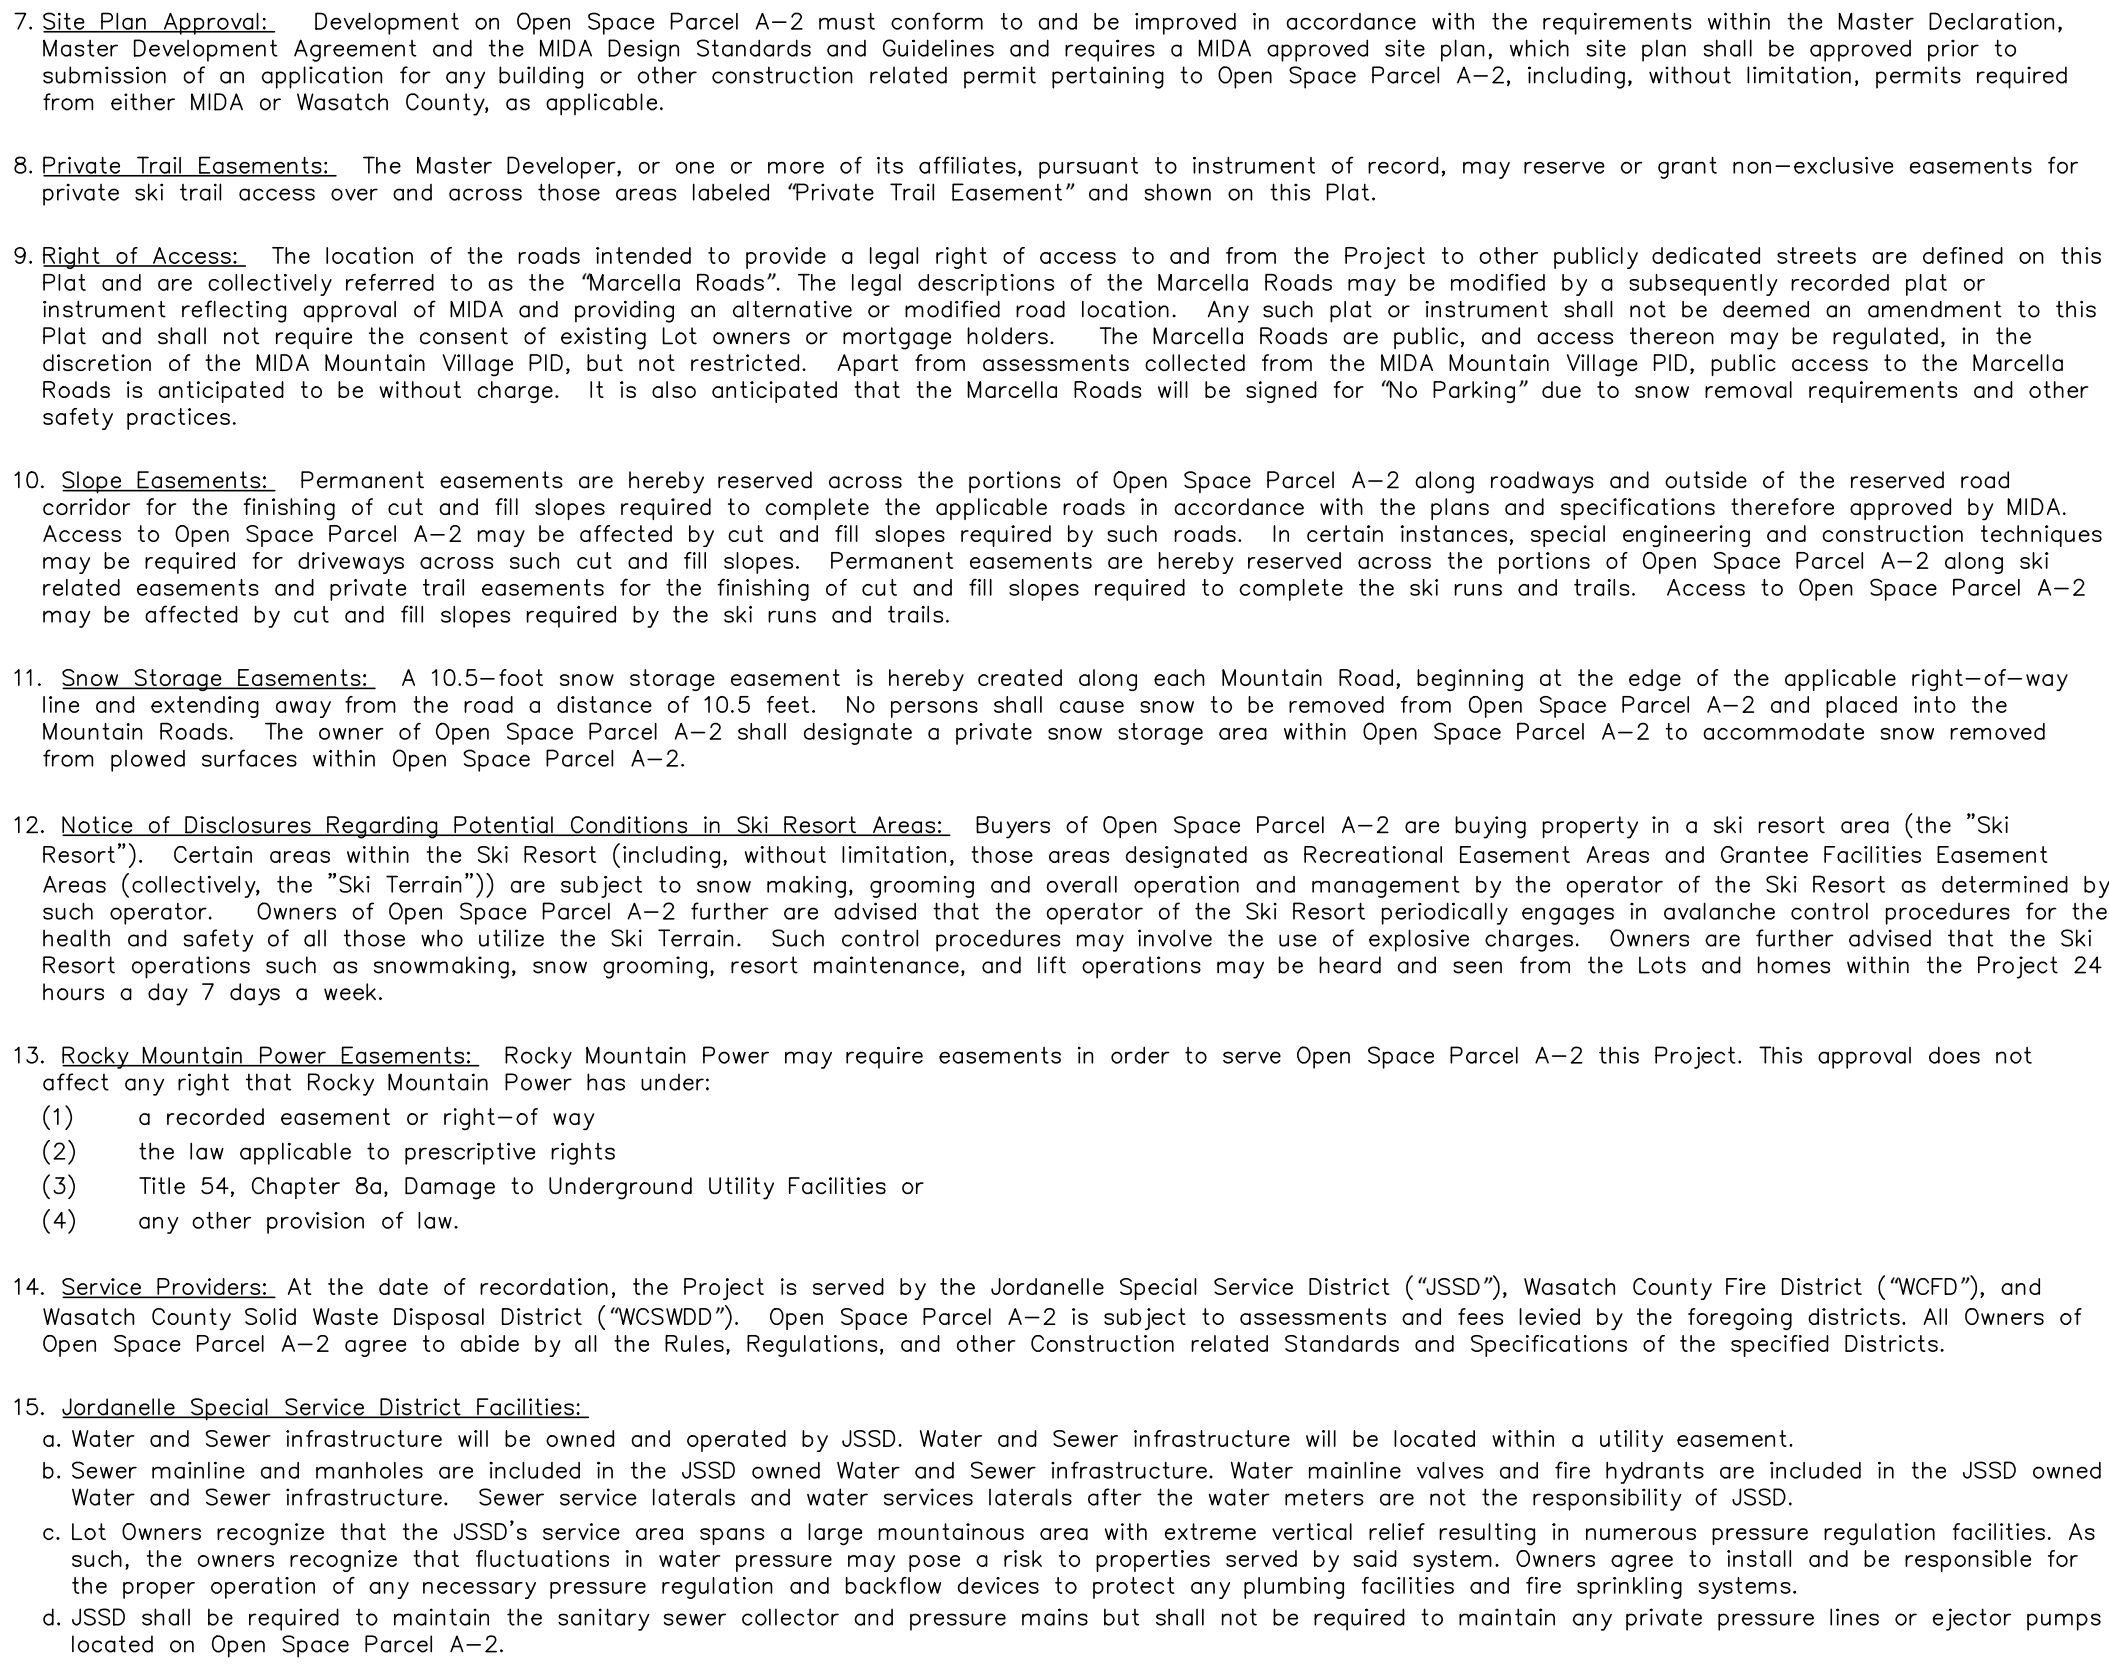 7. Site Plan Approval: Development on Open Space Parcel A-2 must conform to and be improved in accordance with the requirements within the Master Declaration,
Master Development Agreement and the MIDA Design Standards and Guidelines and requires a MIDA approved site plan, which site plan shall be approved prior to
submission of an application for any building or other construction related permit pertaining to Open Space Parcel A-2, including, without limitation, permits required
from either MIDA or Wasatch County, as applicable.
8. Private Trail Easements: The Master Developer, or one or more of its affiliates, pursuant to instrument of record, may reserve or grant non-exclusive easements for
private ski trail access over and across those areas labeled “Private Trail Easement” and shown on this Plat.
9. Right of Access: The location of the roads intended to provide a legal right of access to and from the Project to other publicly dedicated streets are defined on this
Plat and are collectively referred to as the “Marcella Roads”. The legal descriptions of the Marcella Roads may be modified by a subsequently recorded plat or
instrument reflecting approval of MIDA and providing an alternative or modified road location. Any such plat or instrument shall not be deemed an amendment to this
Plat and shall not require the consent of existing Lot owners or mortgage holders. The Marcella Roads are public, and access thereon may be regulated, in the
discretion of the MIDA Mountain Village PID, but not restricted. Apart from assessments collected from the MIDA Mountain Village PID, public access to the Marcella
Roads is anticipated to be without charge. It is also anticipated that the Marcella Roads will be signed for “No Parking” due to snow removal requirements and other
safety practices.
10. Slope Easements: Permanent easements are hereby reserved across the portions of Open Space Parcel A-2 along roadways and outside of the reserved road
corridor for the finishing of cut and fill slopes required to complete the applicable roads in accordance with the plans and specifications therefore approved by MIDA.
Access to Open Space Parcel A-2 may be affected by cut and fill slopes required by such roads. In certain instances, special engineering and construction techniques
may be required for driveways across such cut and fill slopes. Permanent easements are hereby reserved across the portions of Open Space Parcel A-2 along ski
related easements and private trail easements for the finishing of cut and fill slopes required to complete the ski runs and trails. Access to Open Space Parcel A-2
may be affected by cut and fill slopes required by the ski runs and trails.
11. Snow Storage Easements: A 10.5-foot snow storage easement is hereby created along each Mountain Road, beginning at the edge of the applicable right-of-way
line and extending away from the road a distance of 10.5 feet. No persons shall cause snow to be removed from Open Space Parcel A-2 and placed into the
Mountain Roads. The owner of Open Space Parcel A-2 shall designate a private snow storage area within Open Space Parcel A-2 to accommodate snow removed
from plowed surfaces within Open Space Parcel A-2.
12. Notice of Disclosures Regarding Potential Conditions in Ski Resort Areas: Buyers of Open Space Parcel A-2 are buying property in a ski resort area (the ”Ski
Resort”). Certain areas within the Ski Resort (including, without limitation, those areas designated as Recreational Easement Areas and Grantee Facilities Easement
Areas (collectively, the ”Ski Terrain”)) are subject to snow making, grooming and overall operation and management by the operator of the Ski Resort as determined by
such operator. Owners of Open Space Parcel A-2 further are advised that the operator of the Ski Resort periodically engages in avalanche control procedures for the
health and safety of all those who utilize the Ski Terrain. Such control procedures may involve the use of explosive charges. Owners are further advised that the Ski
Resort operations such as snowmaking, snow grooming, resort maintenance, and lift operations may be heard and seen from the Lots and homes within the Project 24
hours a day 7 days a week.
13. Rocky Mountain Power Easements: Rocky Mountain Power may require easements in order to serve Open Space Parcel A-2 this Project. This approval does not
affect any right that Rocky Mountain Power has under:
(1) a recorded easement or right-of way
(2) the law applicable to prescriptive rights
(3) Title 54, Chapter 8a, Damage to Underground Utility Facilities or
(4) any other provision of law.
14. Service Providers: At the date of recordation, the Project is served by the Jordanelle Special Service District (“JSSD”), Wasatch County Fire District (“WCFD”), and
Wasatch County Solid Waste Disposal District (“WCSWDD”). Open Space Parcel A-2 is subject to assessments and fees levied by the foregoing districts. All Owners of
Open Space Parcel A-2 agree to abide by all the Rules, Regulations, and other Construction related Standards and Specifications of the specified Districts.
15. Jordanelle Special Service District Facilities:
a. Water and Sewer infrastructure will be owned and operated by JSSD. Water and Sewer infrastructure will be located within a utility easement.
b. Sewer mainline and manholes are included in the JSSD owned Water and Sewer infrastructure. Water mainline valves and fire hydrants are included in the JSSD owned
Water and Sewer infrastructure. Sewer service laterals and water services laterals after the water meters are not the responsibility of JSSD.
c. Lot Owners recognize that the JSSD’s service area spans a large mountainous area with extreme vertical relief resulting in numerous pressure regulation facilities. As
such, the owners recognize that fluctuations in water pressure may pose a risk to properties served by said system. Owners agree to install and be responsible for
the proper operation of any necessary pressure regulation and backflow devices to protect any plumbing facilities and fire sprinkling systems.
d. JSSD shall be required to maintain the sanitary sewer collector and pressure mains but shall not be required to maintain any private pressure lines or ejector pumps
located on Open Space Parcel A-2.